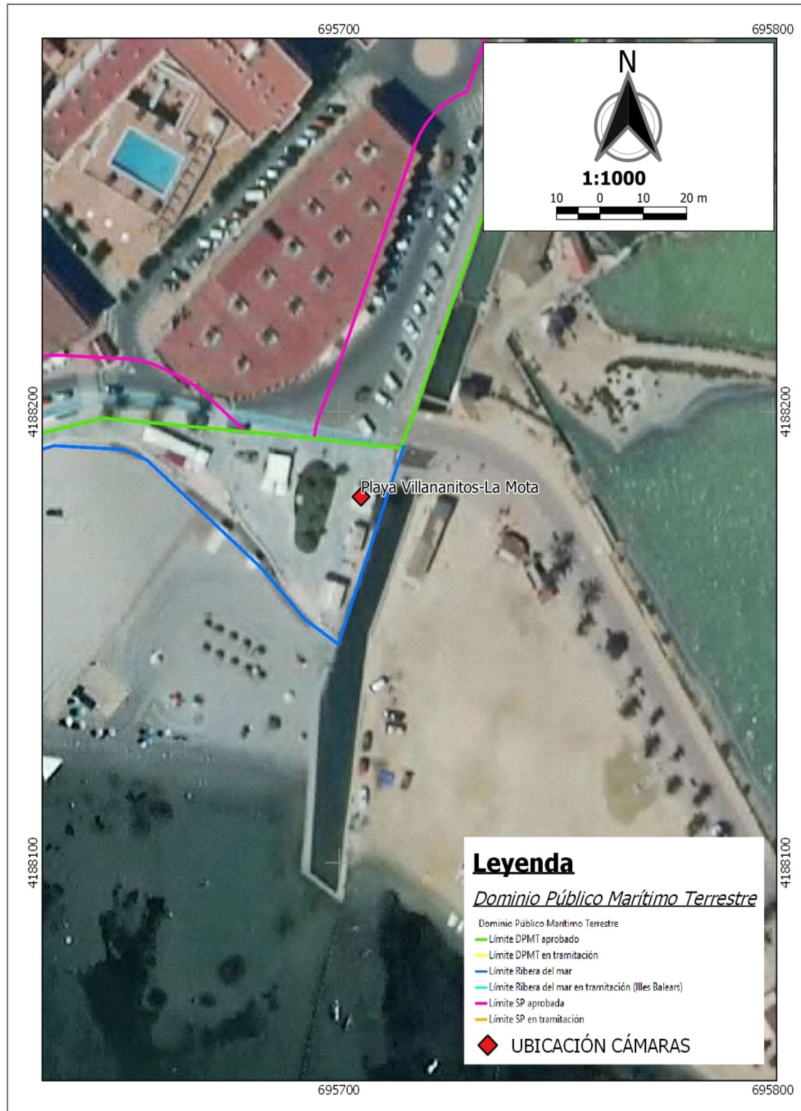 695700
695800
N
1:1000
10 0 10 20 m
4188200
4188200
Playa Villananitos-La Mota
4188100
4188100
Leyenda
Dominio Público Marítimo Terrestre
Dominio Público Marítimo Terrestre
Límite DPMT aprobado
Límite DPMT en tramitación
Límite Ribera del mar
Límite Ribera del mar en tramitación (Illes Balears)
Límite SP aprobada
Límite SP en tramitación
UBICACIÓN CÁMARAS
695700
695800